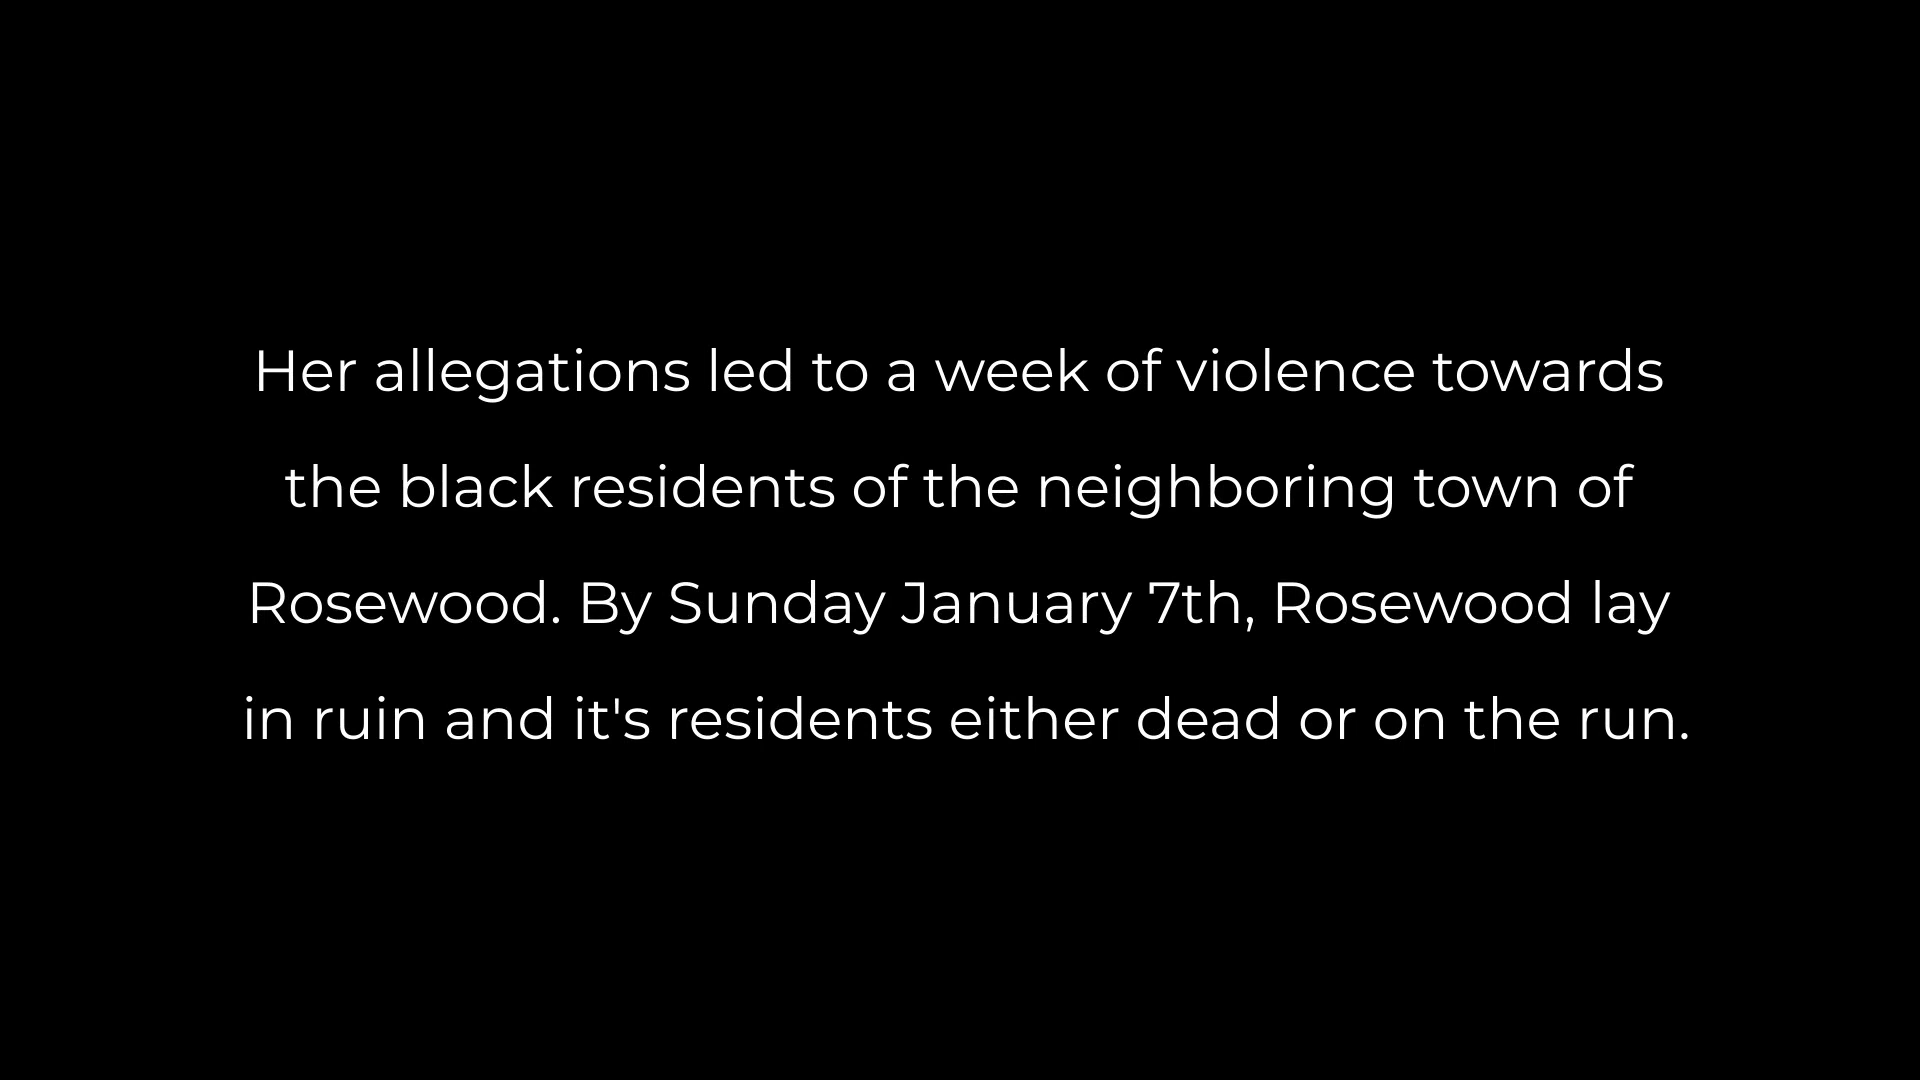 Her allegations led to a week of violence towards
the black residents of the neighboring town of
Rosewood. By Sunday January 7th, Rosewood lay
in ruin and it's residents either dead or on the run.